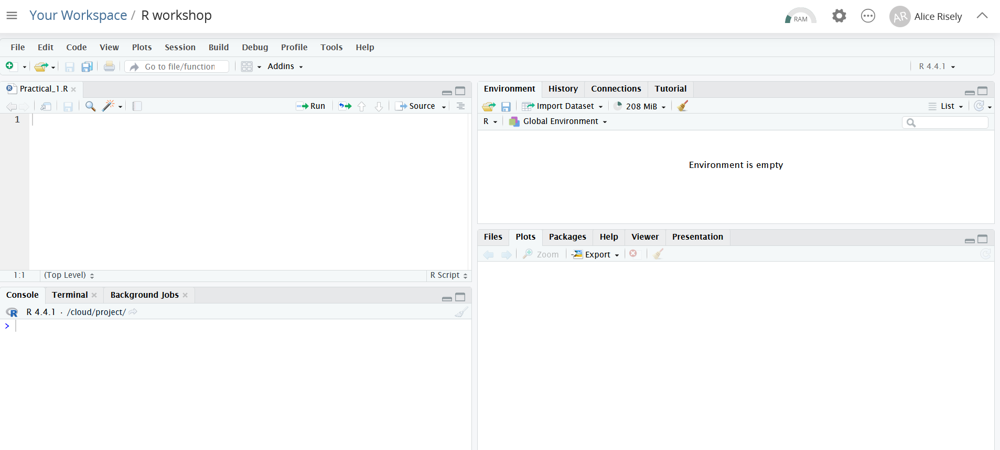 Your Workspace / R workshop
RAM
AR Alice Risely
File Edit Code View Plots Session Build Debug Profile Tools Help
Go to file/function Addins R 4.4.1
Practical_1.R
Run Source
1
1:1 (Top Level) R Script
Console Terminal Background Jobs
R R 4.4.1 · /cloud/project/
>
Environment History Connections Tutorial
Import Dataset 208 MiB List
R Global Environment
Environment is empty
Files Plots Packages Help Viewer Presentation
Zoom Export